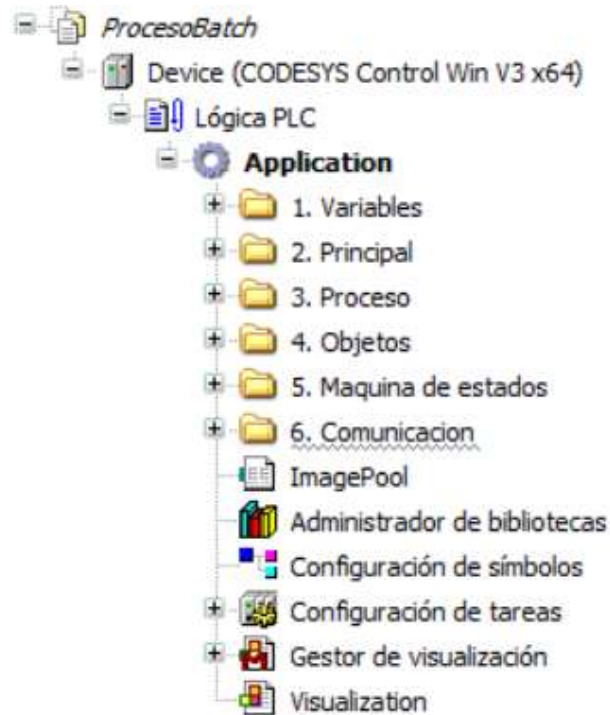 ProcesoBatch
Device (CODESYS Control Win V3 x64)
Lógica PLC
Application
1. Variables
2. Principal
3. Proceso
4. Objetos
5. Maquina de estados
6. Comunicacion
ImagePool
Administrador de bibliotecas
Configuración de símbolos
Configuración de tareas
Gestor de visualización
Visualization